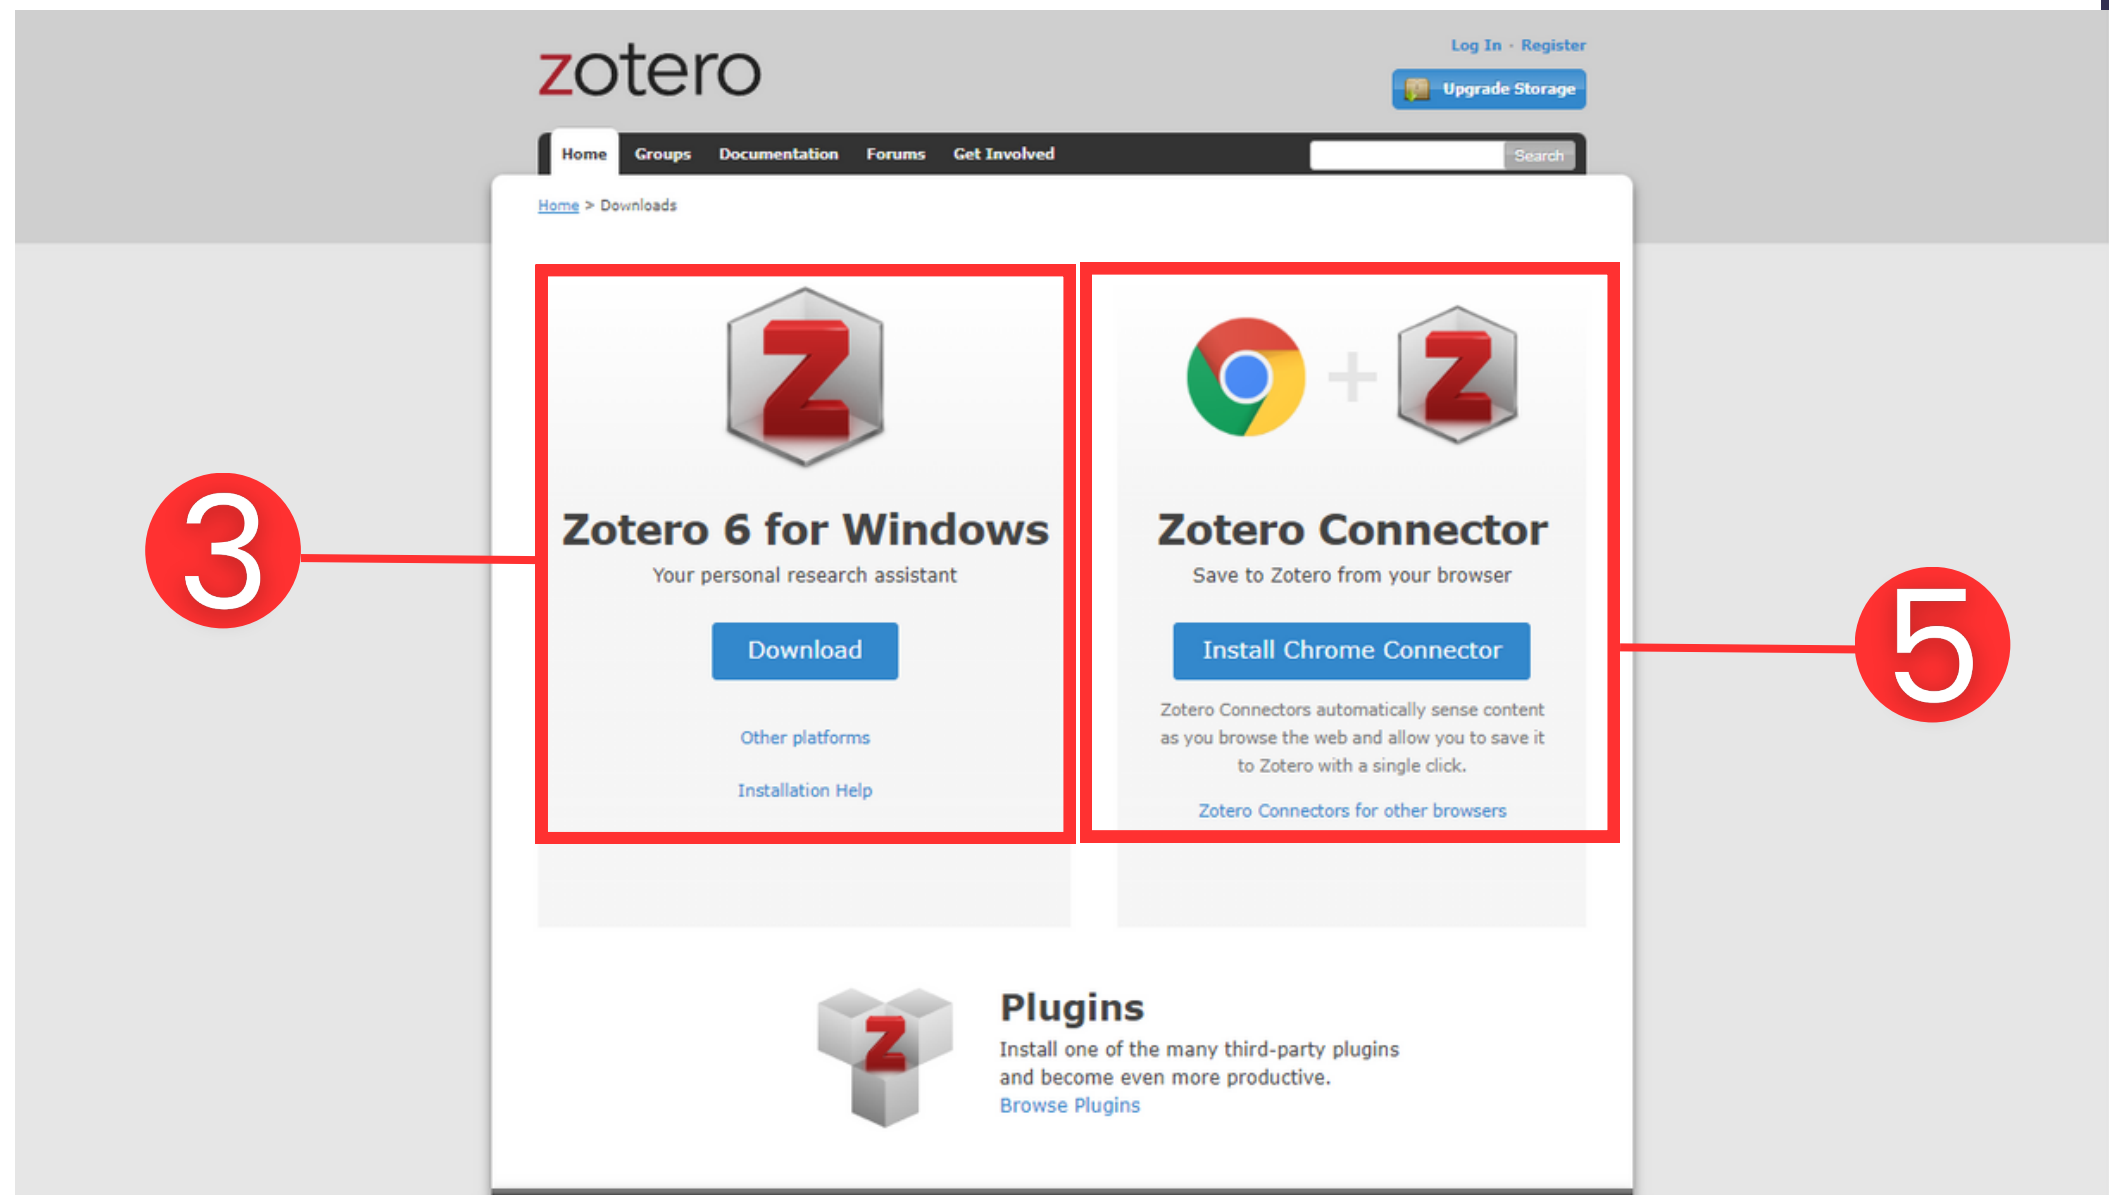 zotero
Log In · Register
Upgrade Storage
Home Groups Documentation Forums Get Involved
Search
Home > Downloads
Z
Z
Zotero 6 for Windows
Your personal research assistant
Download
Other platforms
Installation Help
3
Zotero Connector
Save to Zotero from your browser
Install Chrome Connector
Zotero Connectors automatically sense content
as you browse the web and allow you to save it
to Zotero with a single click.
Zotero Connectors for other browsers
5
Z
Plugins
Install one of the many third-party plugins
and become even more productive.
Browse Plugins